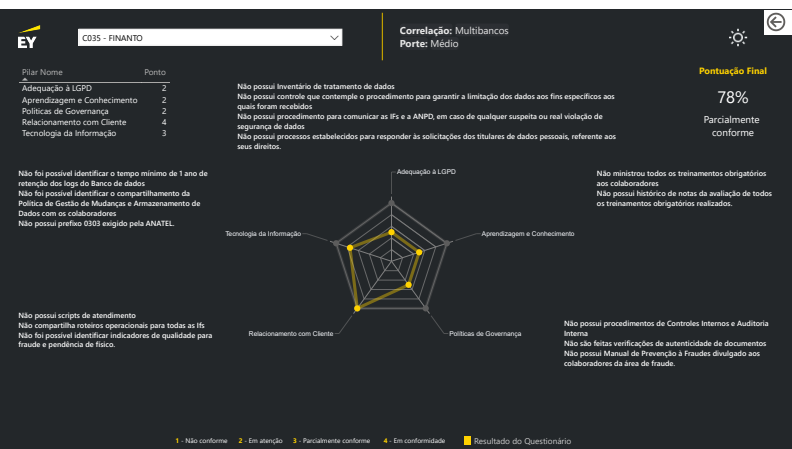 EY
C035 - FINANTO
Correlação: Multibancos
Porte: Médio
Pilar Nome Ponto
Adequação à LGPD 2
Aprendizagem e Conhecimento 2
Políticas de Governança 2
Relacionamento com Cliente 4
Tecnologia da Informação 3
Não possui Inventário de tratamento de dados
Não possui controle que contemple o procedimento para garantir a limitação dos dados aos fins específicos aos
quais foram recebidos
Não possui procedimento para comunicar as IFs e a ANPD, em caso de qualquer suspeita ou real violação de
segurança de dados
Não possui processos estabelecidos para responder às solicitações dos titulares de dados pessoais, referente aos
seus direitos.
Pontuação Final
78%
Parcialmente
conforme
Não foi possível identificar o tempo mínimo de 1 ano de
retenção dos logs do Banco de dados
Não foi possível identificar o compartilhamento da
Política de Gestão de Mudanças e Armazenamento de
Dados com os colaboradores
Não possui prefixo 0303 exigido pela ANATEL.
Adequação à LGPD
Não ministrou todos os treinamentos obrigatórios
aos colaboradores
Não possui histórico de notas da avaliação de todos
os treinamentos obrigatórios realizados.
Tecnologia da Informação
Aprendizagem e Conhecimento
Não possui scripts de atendimento
Não compartilha roteiros operacionais para todas as Ifs
Não foi possível identificar indicadores de qualidade para
fraude e pendência de físico.
Relacionamento com Cliente
Políticas de Governança
Não possui procedimentos de Controles Internos e Auditoria
Interna
Não são feitas verificações de autenticidade de documentos
Não possui Manual de Prevenção à Fraudes divulgado aos
colaboradores da área de fraude.
1 - Não conforme 2 - Em atenção 3 - Parcialmente conforme 4 - Em conformidade Resultado do Questionário